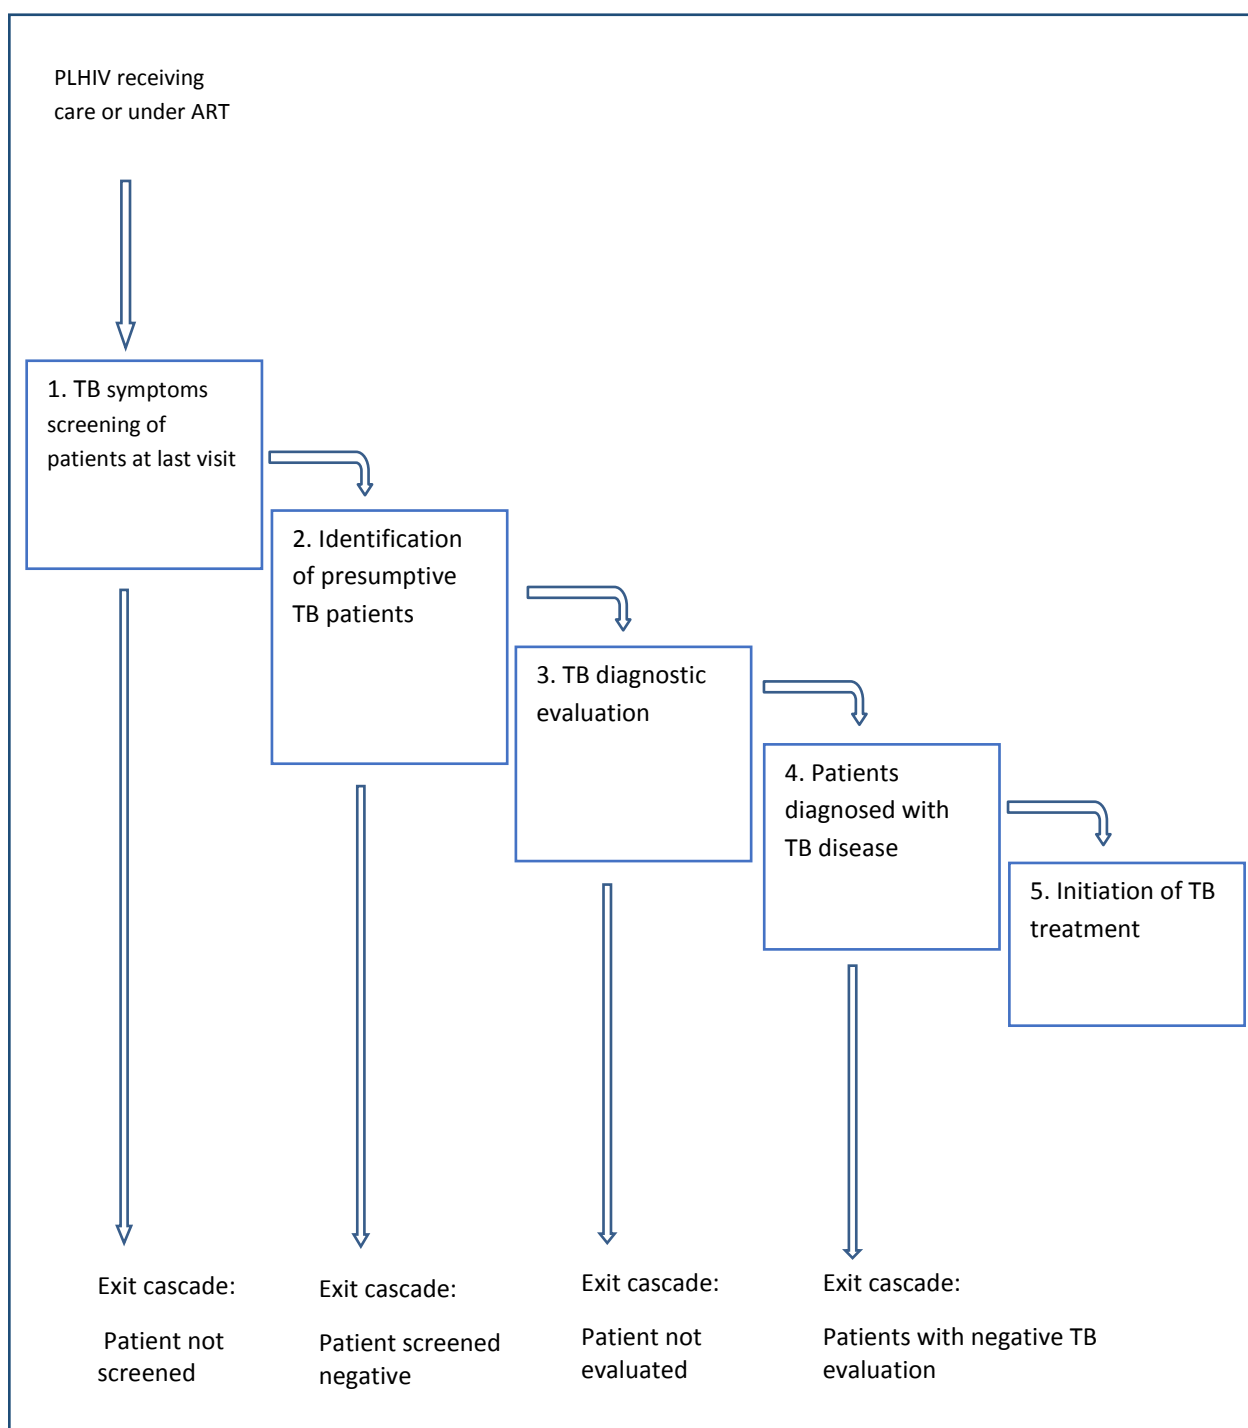 PLHIV receiving
care or under ART
1. TB symptoms
screening of
patients at last visit
2. Identification
of presumptive
TB patients
3. TB diagnostic
evaluation
4. Patients
diagnosed with
TB disease
5. Initiation of TB
treatment
Exit cascade:
Patient not
screened
Exit cascade:
Patient screened
negative
Exit cascade:
Patient not
evaluated
Exit cascade:
Patients with negative TB
evaluation